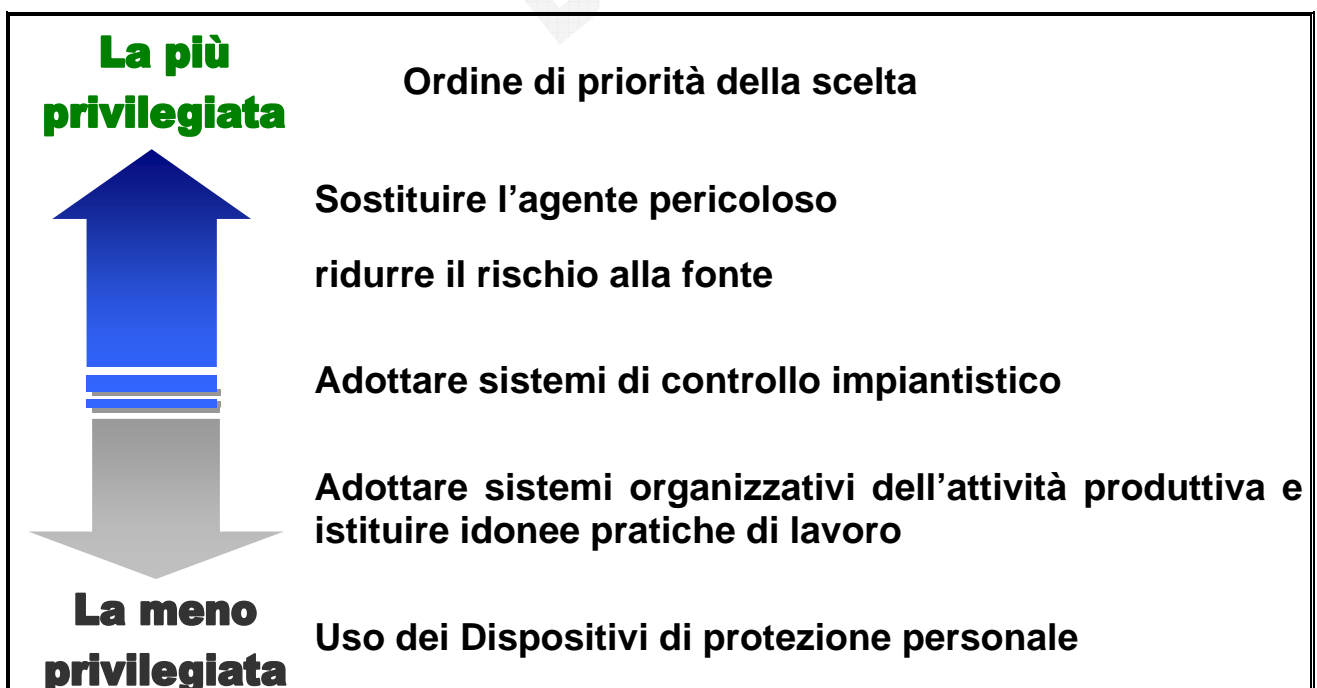 La più
privilegiata
Ordine di priorità della scelta
Sostituire l’agente pericoloso
ridurre il rischio alla fonte
Adottare sistemi di controllo impiantistico
Adottare sistemi organizzativi dell’attività produttiva e
istituire idonee pratiche di lavoro
La meno
privilegiata
Uso dei Dispositivi di protezione personale